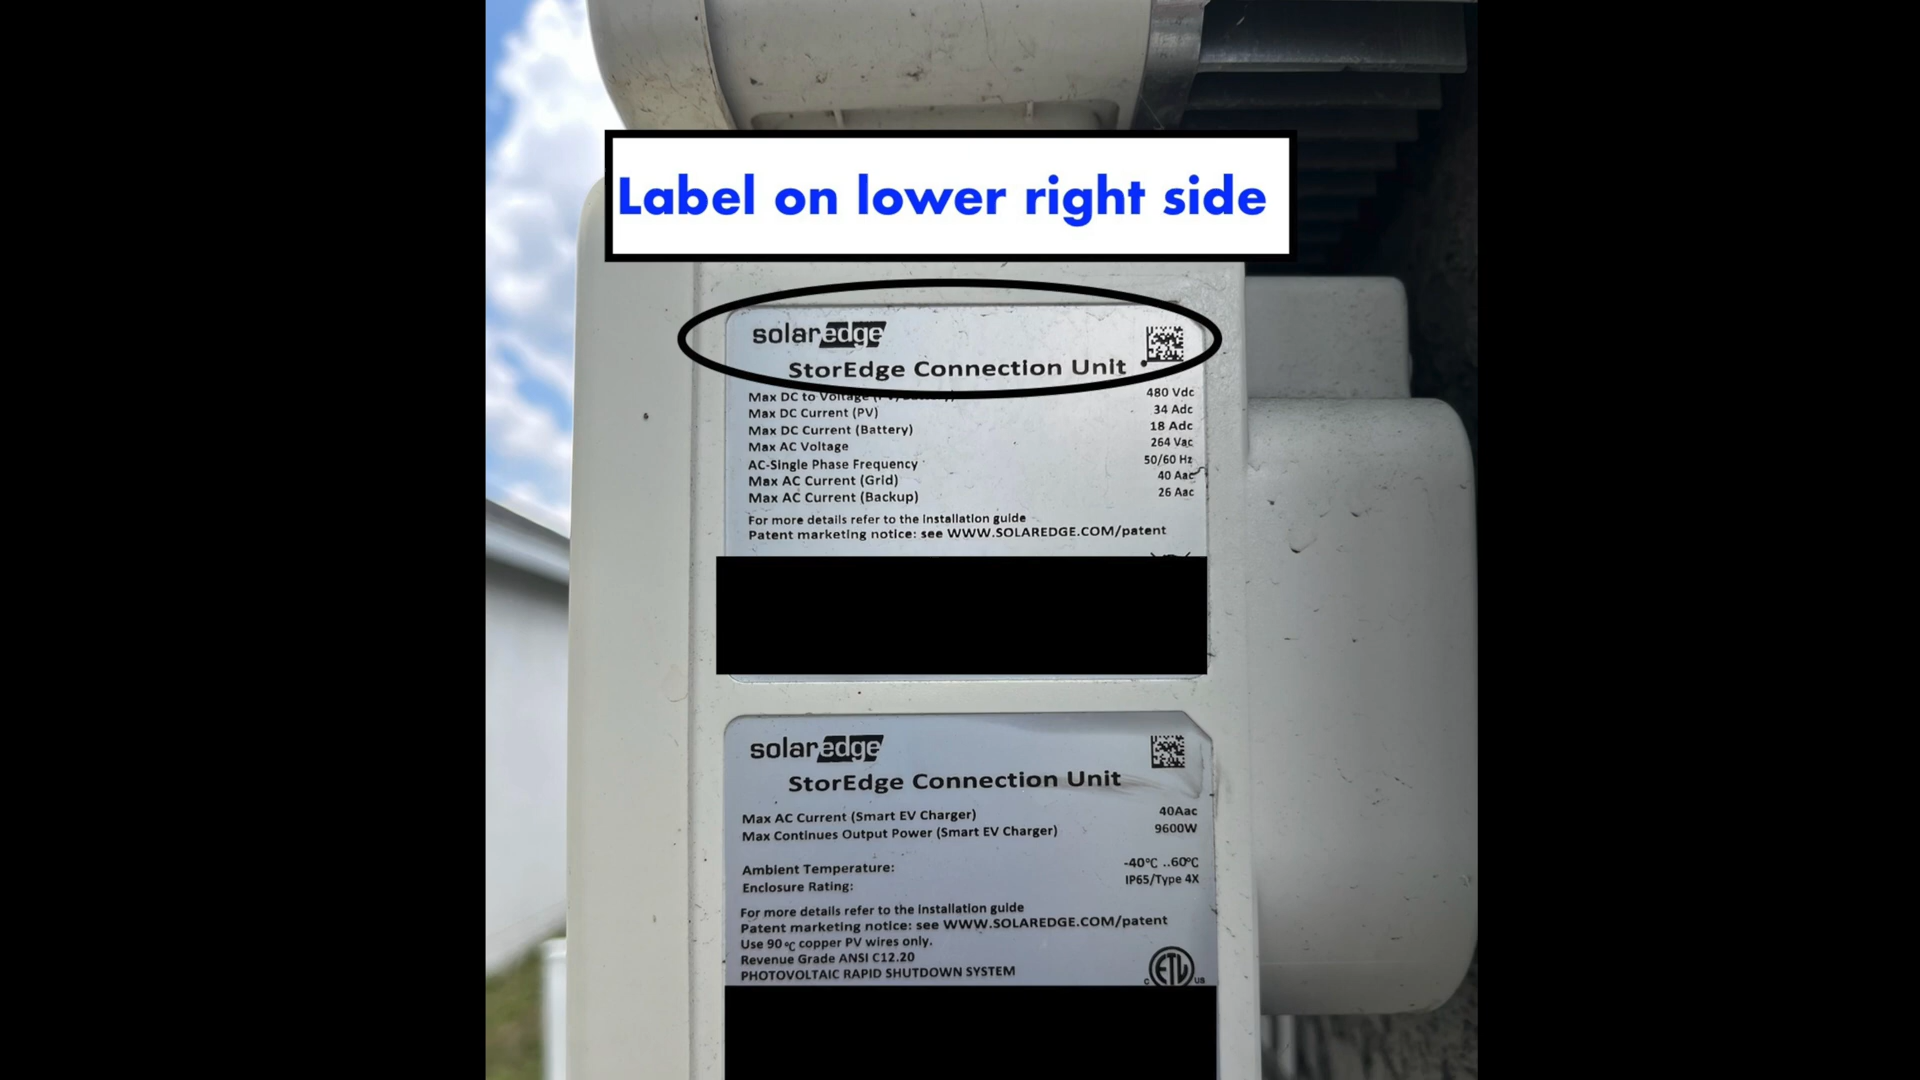 Label on lower right side
solaredge
StorEdge Connection Unit
Max DC to Voltage (PV/Battery) 480 Vdc
Max DC Current (PV) 34 Adc
Max DC Current (Battery) 18 Adc
Max AC Voltage 264 Vac
AC-Single Phase Frequency 50/60 Hz
Max AC Current (Grid) 40 Aac
Max AC Current (Backup) 26 Aac
For more details refer to the installation guide
Patent marketing notice: see WWW.SOLAREDGE.COM/patent
solaredge
StorEdge Connection Unit
Max AC Current (Smart EV Charger) 40Aac
Max Continues Output Power (Smart EV Charger) 9600W
Ambient Temperature: -40°C ..60°C
Enclosure Rating: IP65/Type 4X
For more details refer to the installation guide
Patent marketing notice: see WWW.SOLAREDGE.COM/patent
Use 90°C copper PV wires only.
Revenue Grade ANSI C12.20
PHOTOVOLTAIC RAPID SHUTDOWN SYSTEM
C ETL US